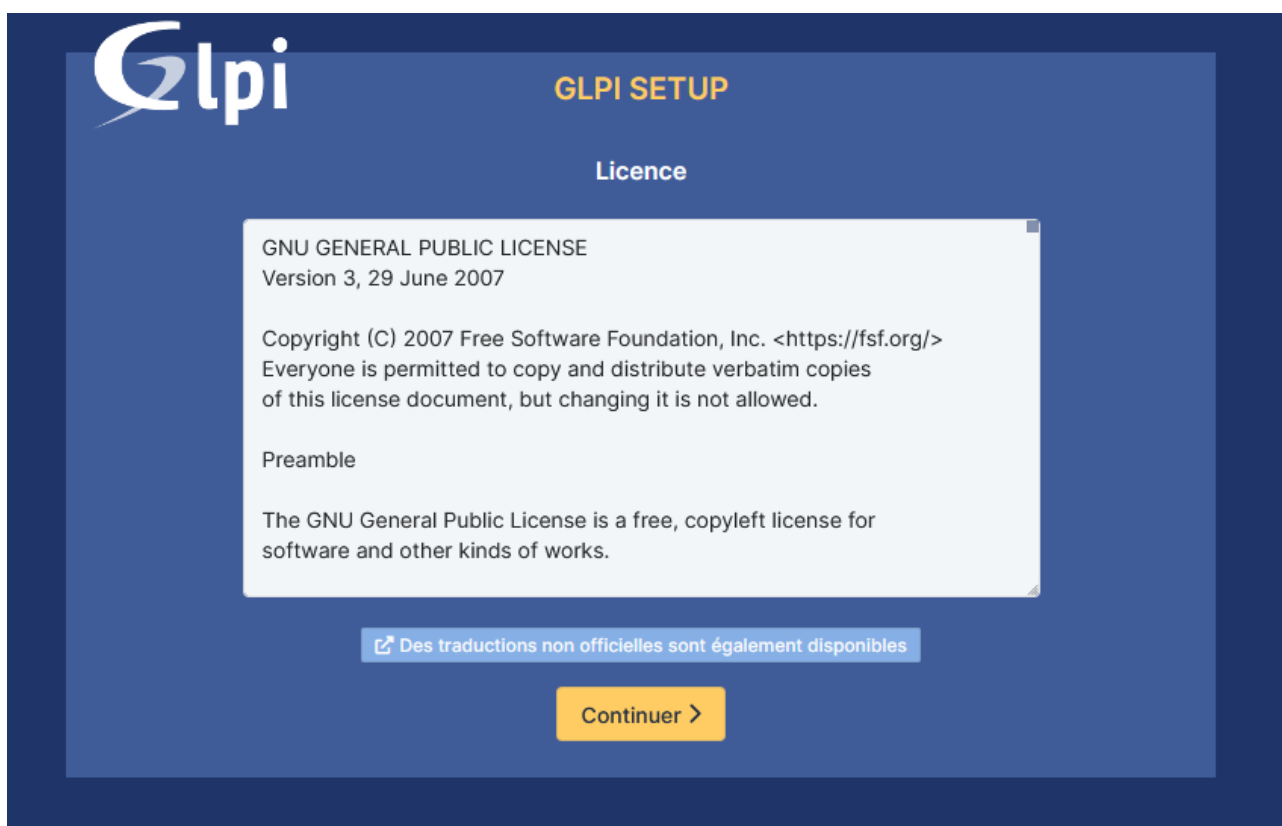 Glpi
GLPI SETUP
Licence
GNU GENERAL PUBLIC LICENSE
Version 3, 29 June 2007
Copyright (C) 2007 Free Software Foundation, Inc. <https://fsf.org/>
Everyone is permitted to copy and distribute verbatim copies
of this license document, but changing it is not allowed.
Preamble
The GNU General Public License is a free, copyleft license for
software and other kinds of works.
Des traductions non officielles sont également disponibles
Continuer